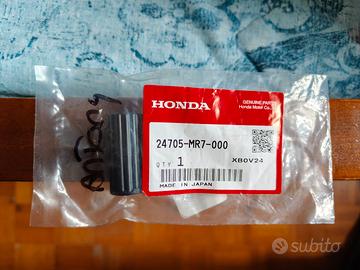 HONDA
GENUINE PARTS
Honda Motor Co.,
24705-MR7-000
QTY 1
XB0V24
MADE IN JAPAN
subito